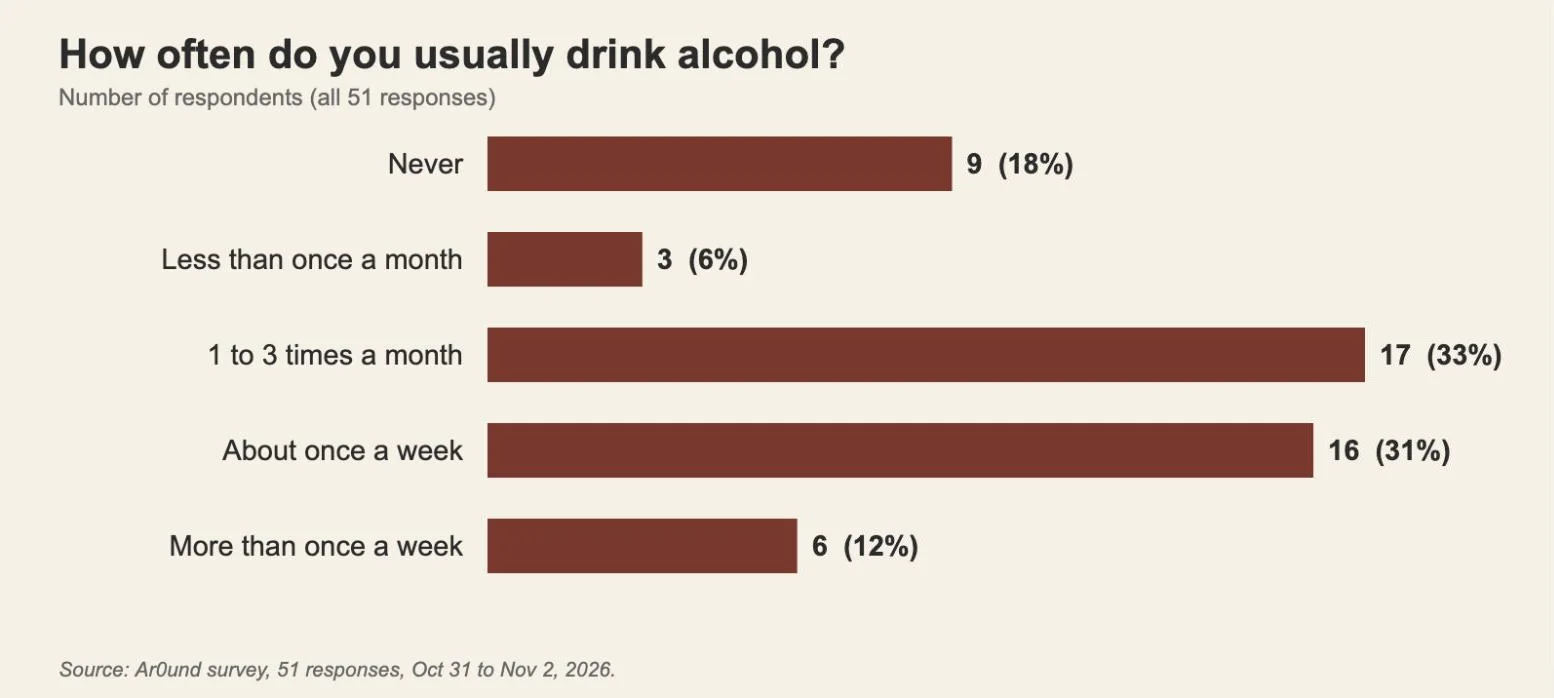 How often do you usually drink alcohol?
Number of respondents (all 51 responses)
Never 9 (18%)
Less than once a month 3 (6%)
1 to 3 times a month 17 (33%)
About once a week 16 (31%)
More than once a week 6 (12%)
Source: Ar0und survey, 51 responses, Oct 31 to Nov 2, 2026.